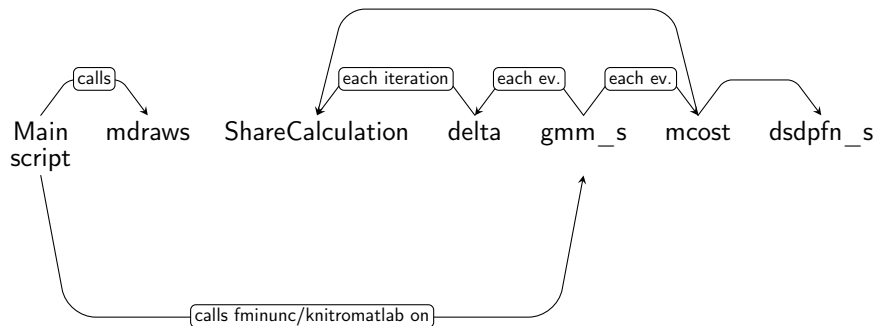 calls
each iteration
each ev.
each ev.
Main
script
mdraws
ShareCalculation
delta
gmm_s
mcost
dsdpfn_s
calls fminunc/knitromatlab on